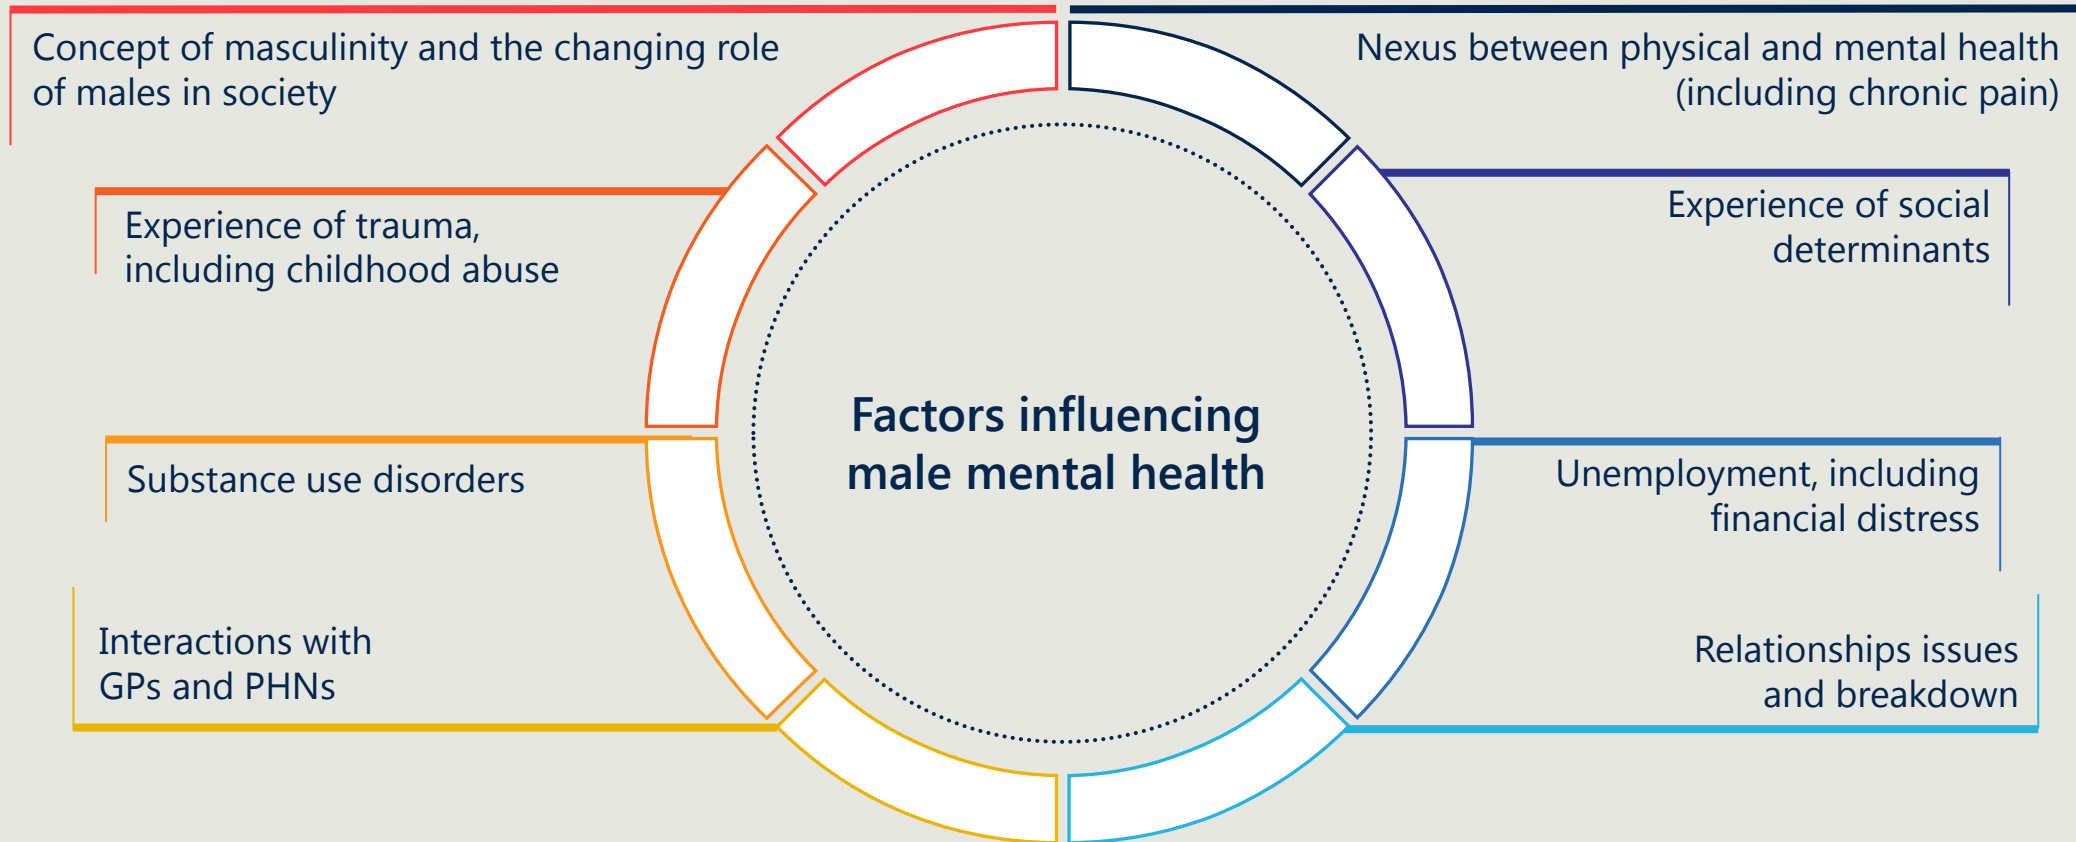 Concept of masculinity and the changing role
of males in society
Nexus between physical and mental health
(including chronic pain)
Experience of trauma,
including childhood abuse
Experience of social
determinants
Factors influencing
male mental health
Substance use disorders
Unemployment, including
financial distress
Interactions with
GPs and PHNs
Relationships issues
and breakdown